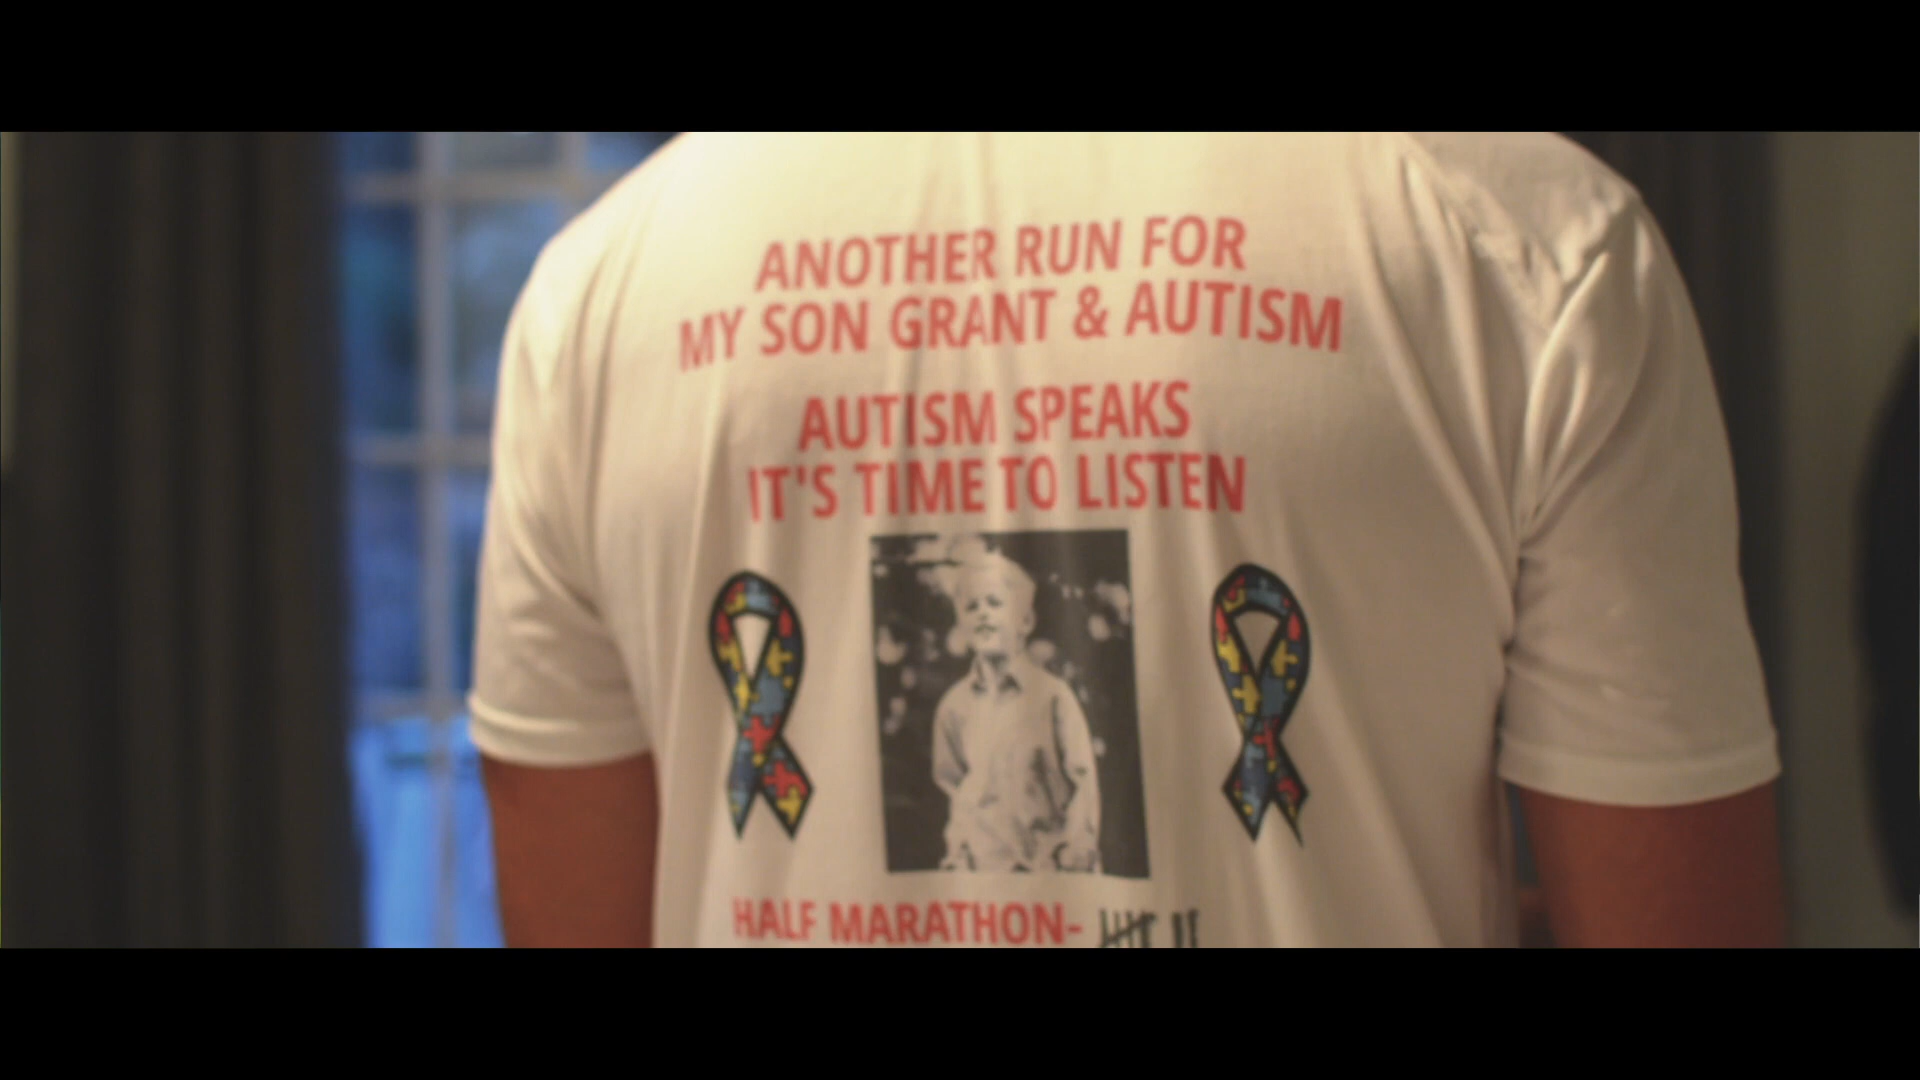 ANOTHER RUN FOR
MY SON GRANT & AUTISM
AUTISM SPEAKS
IT'S TIME TO LISTEN
HALF MARATHON-